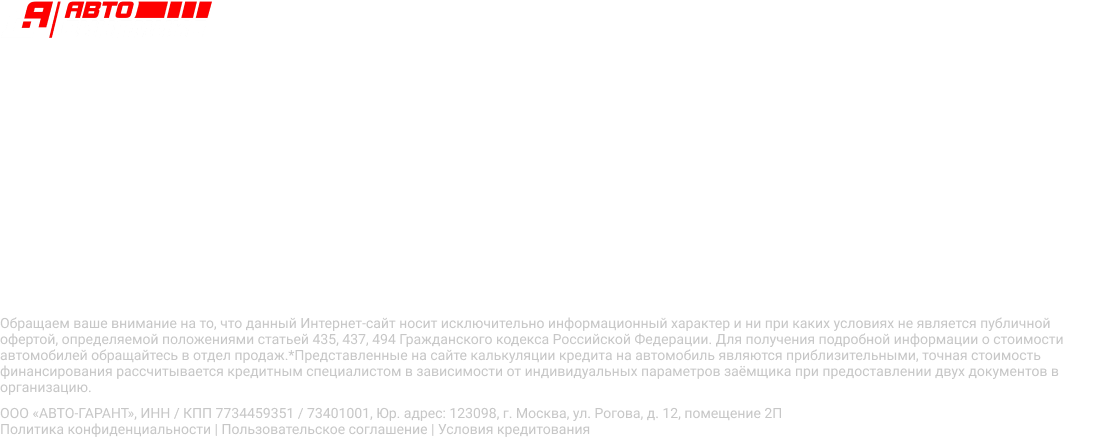 Я АВТО
Обращаем ваше внимание на то, что данный Интернет-сайт носит исключительно информационный характер и ни при каких условиях не является публичной
офертой, определяемой положениями статьей 435, 437, 494 Гражданского кодекса Российской Федерации. Для получения подробной информации о стоимости
автомобилей обращайтесь в отдел продаж.*Представленные на сайте калькуляции кредита на автомобиль являются приблизительными, точная стоимость
финансирования рассчитывается кредитным специалистом в зависимости от индивидуальных параметров заёмщика при предоставлении двух документов в
организацию.
ООО «АВТО-ГАРАНТ», ИНН / КПП 7734459351 / 73401001, Юр. адрес: 123098, г. Москва, ул. Рогова, д. 12, помещение 2П
Политика конфиденциальности | Пользовательское соглашение | Условия кредитования